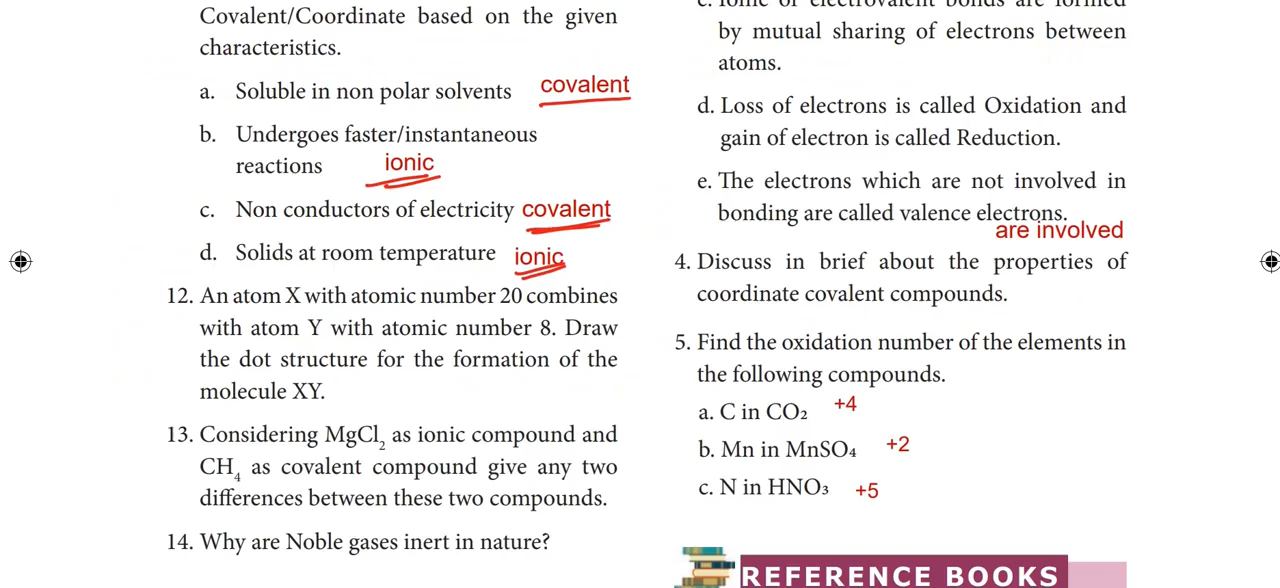 Covalent/Coordinate based on the given
characteristics.
a. Soluble in non polar solvents covalent
b. Undergoes faster/instantaneous
reactions ionic
c. Non conductors of electricity covalent
d. Solids at room temperature ionic
12. An atom X with atomic number 20 combines
with atom Y with atomic number 8. Draw
the dot structure for the formation of the
molecule XY.
13. Considering MgCl₂ as ionic compound and
CH₄ as covalent compound give any two
differences between these two compounds.
14. Why are Noble gases inert in nature?
c. Ionic or electrovalent bonds are formed
by mutual sharing of electrons between
atoms.
d. Loss of electrons is called Oxidation and
gain of electron is called Reduction.
e. The electrons which are not involved in
bonding are called valence electrons.
are involved
4. Discuss in brief about the properties of
coordinate covalent compounds.
5. Find the oxidation number of the elements in
the following compounds.
a. C in CO₂ +4
b. Mn in MnSO₄ +2
c. N in HNO₃ +5
REFERENCE BOOKS